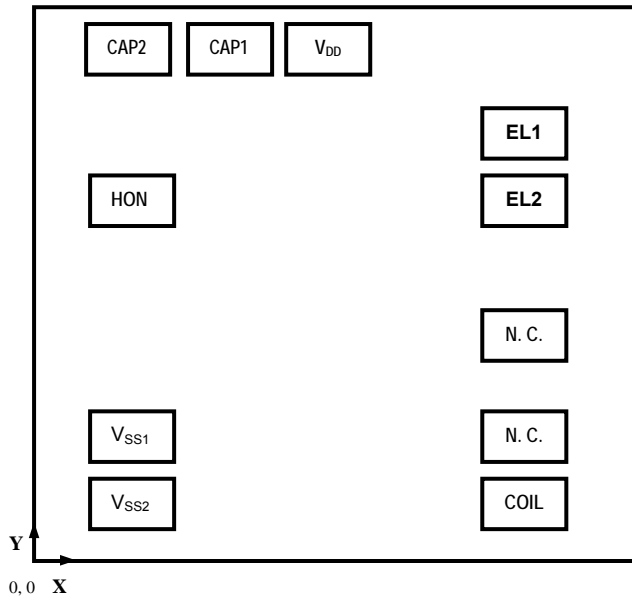 CAP2 CAP1 VDD
EL1
HON EL2
N. C.
VSS1 N. C.
VSS2 COIL
Y
0, 0 X